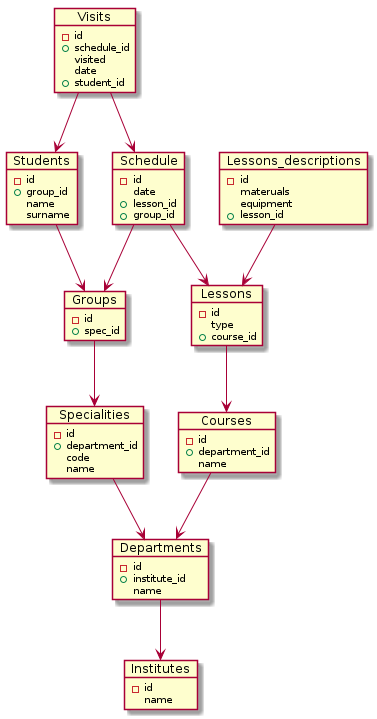 Visits
id
schedule_id
visited
date
student_id
Students
id
group_id
name
surname
Schedule
id
date
lesson_id
group_id
Lessons_descriptions
id
materuals
equipment
lesson_id
Groups
id
spec_id
Lessons
id
type
course_id
Specialities
id
department_id
code
name
Courses
id
department_id
name
Departments
id
institute_id
name
Institutes
id
name